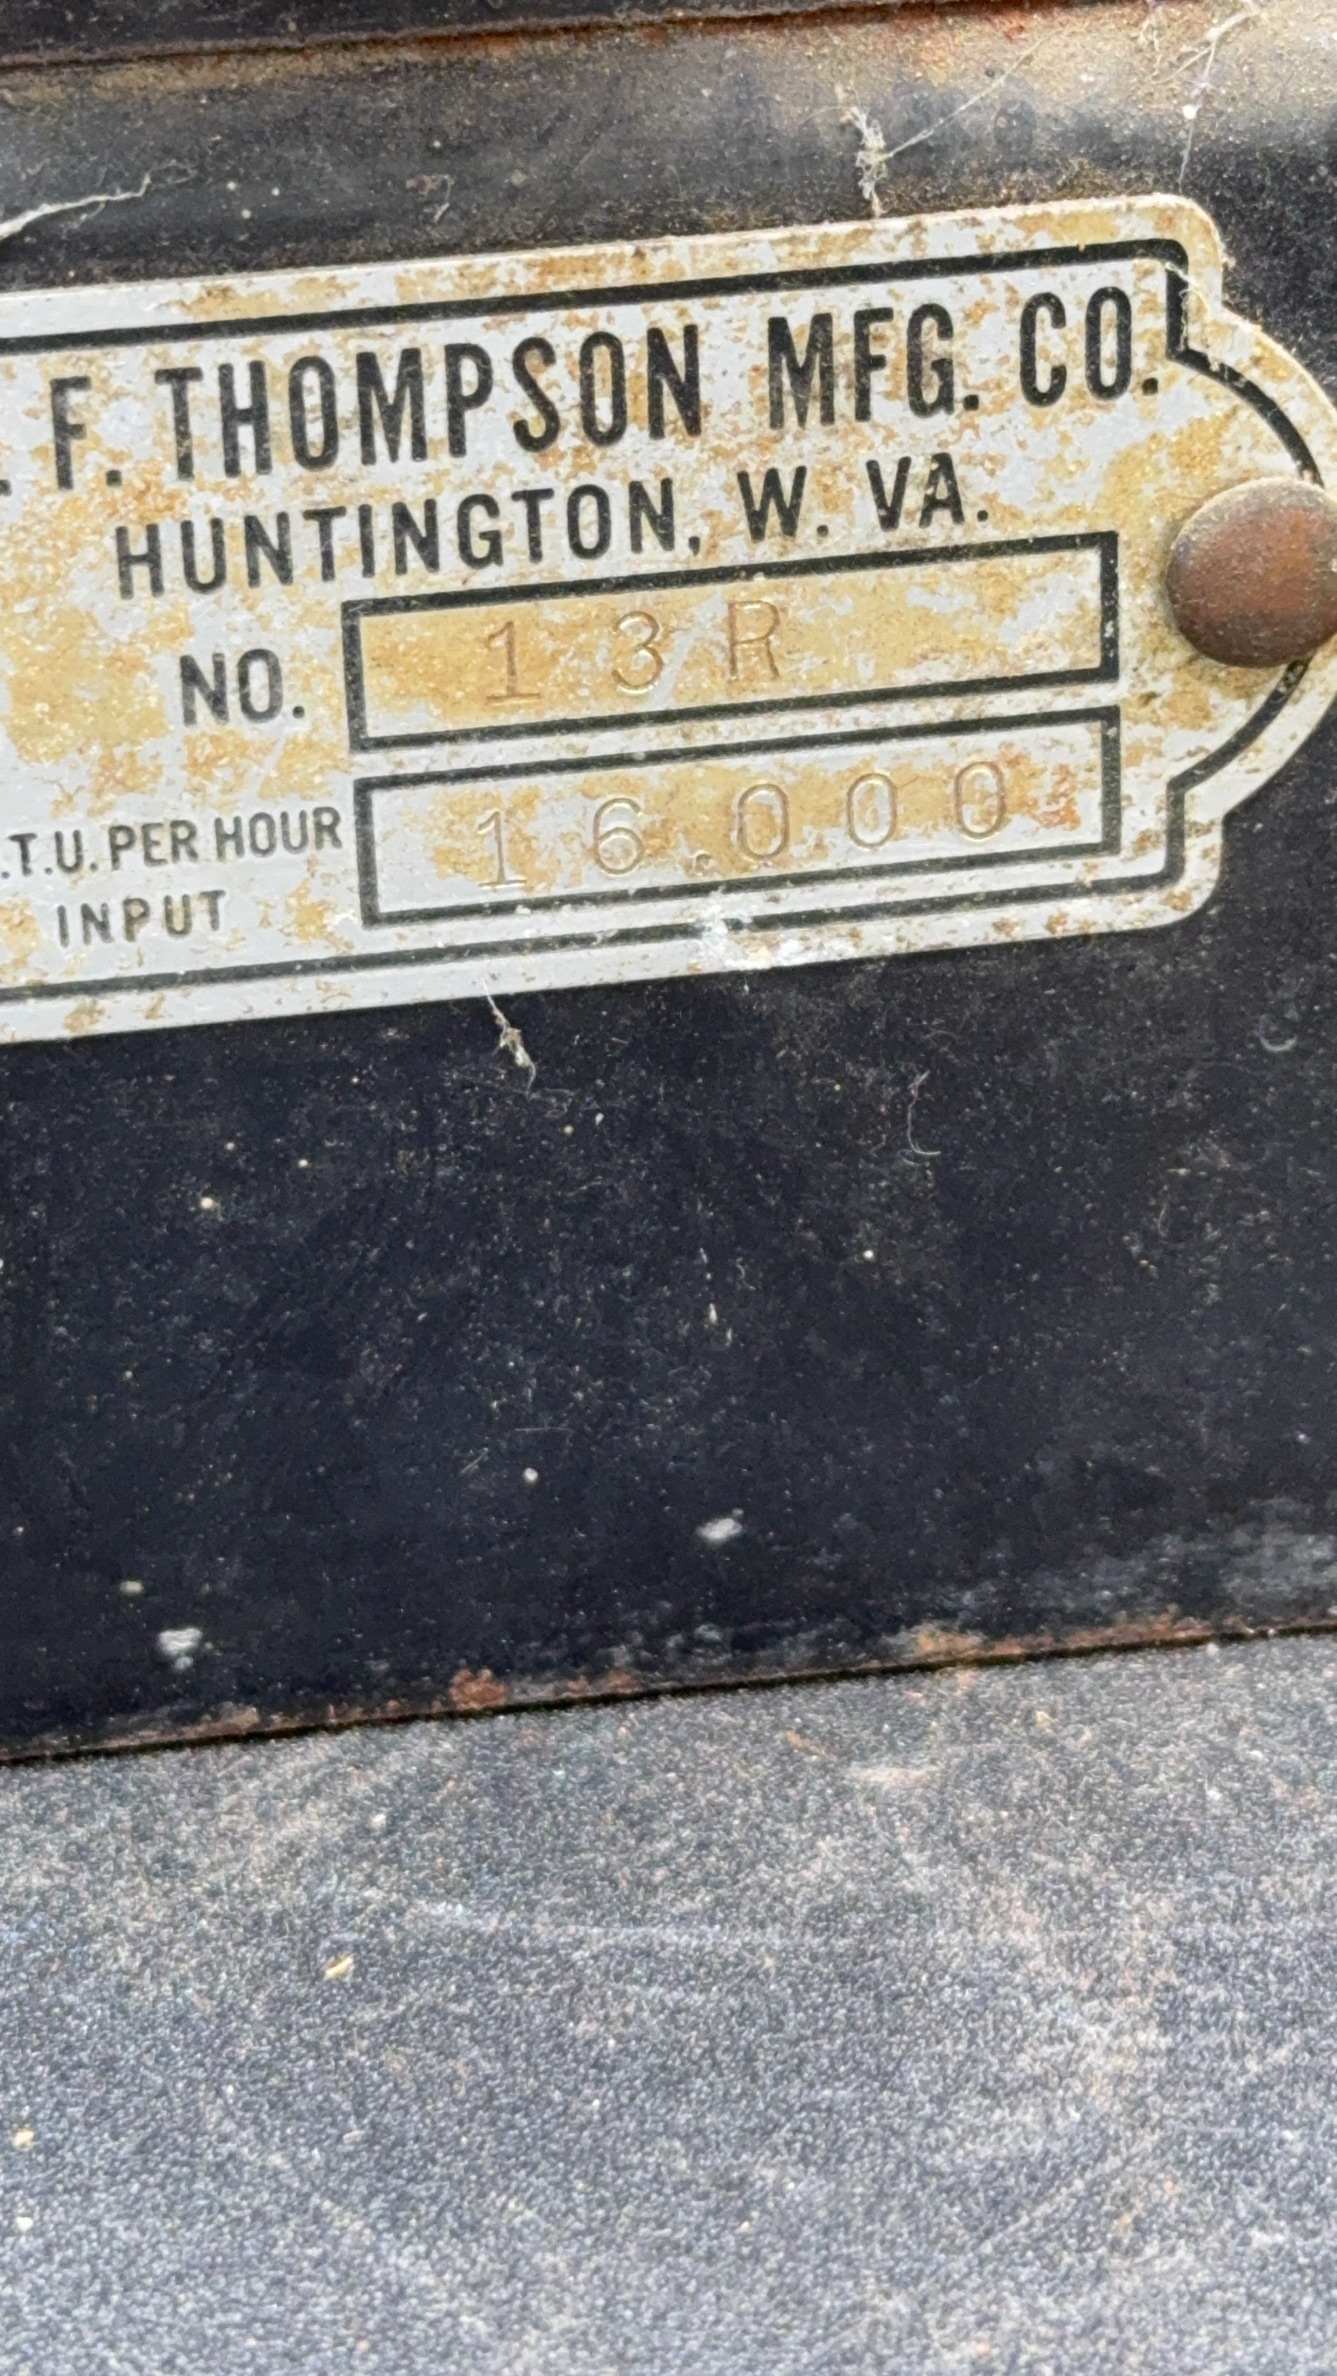 . F. THOMPSON MFG. CO.
HUNTINGTON, W. VA.
NO. 13R
.T.U. PER HOUR INPUT 16.000